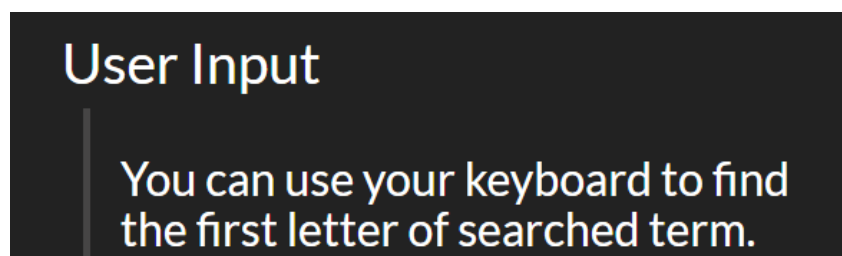 User Input
You can use your keyboard to find
the first letter of searched term.